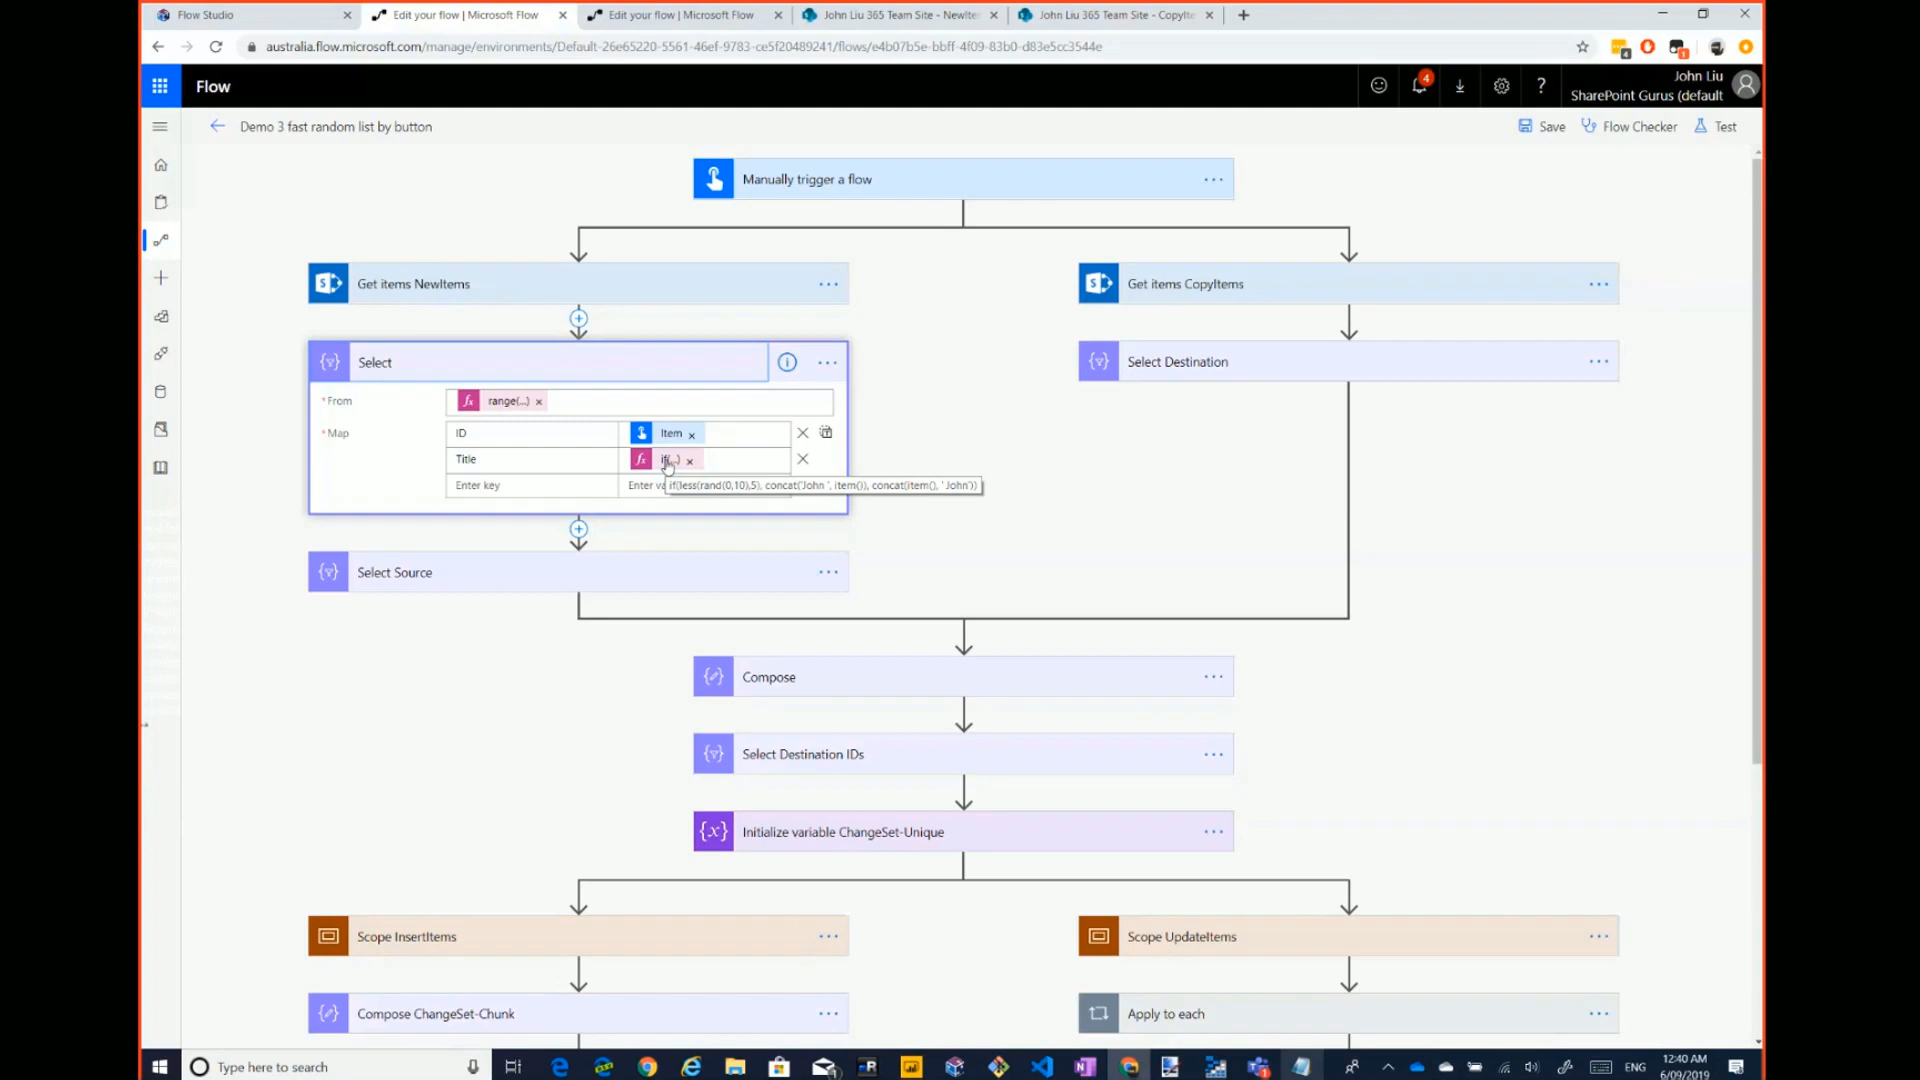 Flow Studio
Edit your flow | Microsoft Flow
Edit your flow | Microsoft Flow
John Liu 365 Team Site - NewIte
John Liu 365 Team Site - CopyIte
australia.flow.microsoft.com/manage/environments/Default-26e65220-5561-46ef-9783-ce5f20489241/flows/e4b07b5e-bbff-4f09-83b0-d83e5cc3544e
Flow
4
John Liu
SharePoint Gurus (default
Demo 3 fast random list by button
Save
Flow Checker
Test
Manually trigger a flow
Get items NewItems
Get items CopyItems
Select
Select Destination
* From
fx range(...) ×
* Map
ID
Item ×
Title
fx if(...) ×
Enter key
Enter va
if(less(rand(0,10),5), concat('John ', item()), concat(item(), ' John'))
Select Source
Compose
Select Destination IDs
{x} Initialize variable ChangeSet-Unique
Scope InsertItems
Scope UpdateItems
Compose ChangeSet-Chunk
Apply to each
Type here to search
ENG
12:40 AM
6/09/2019